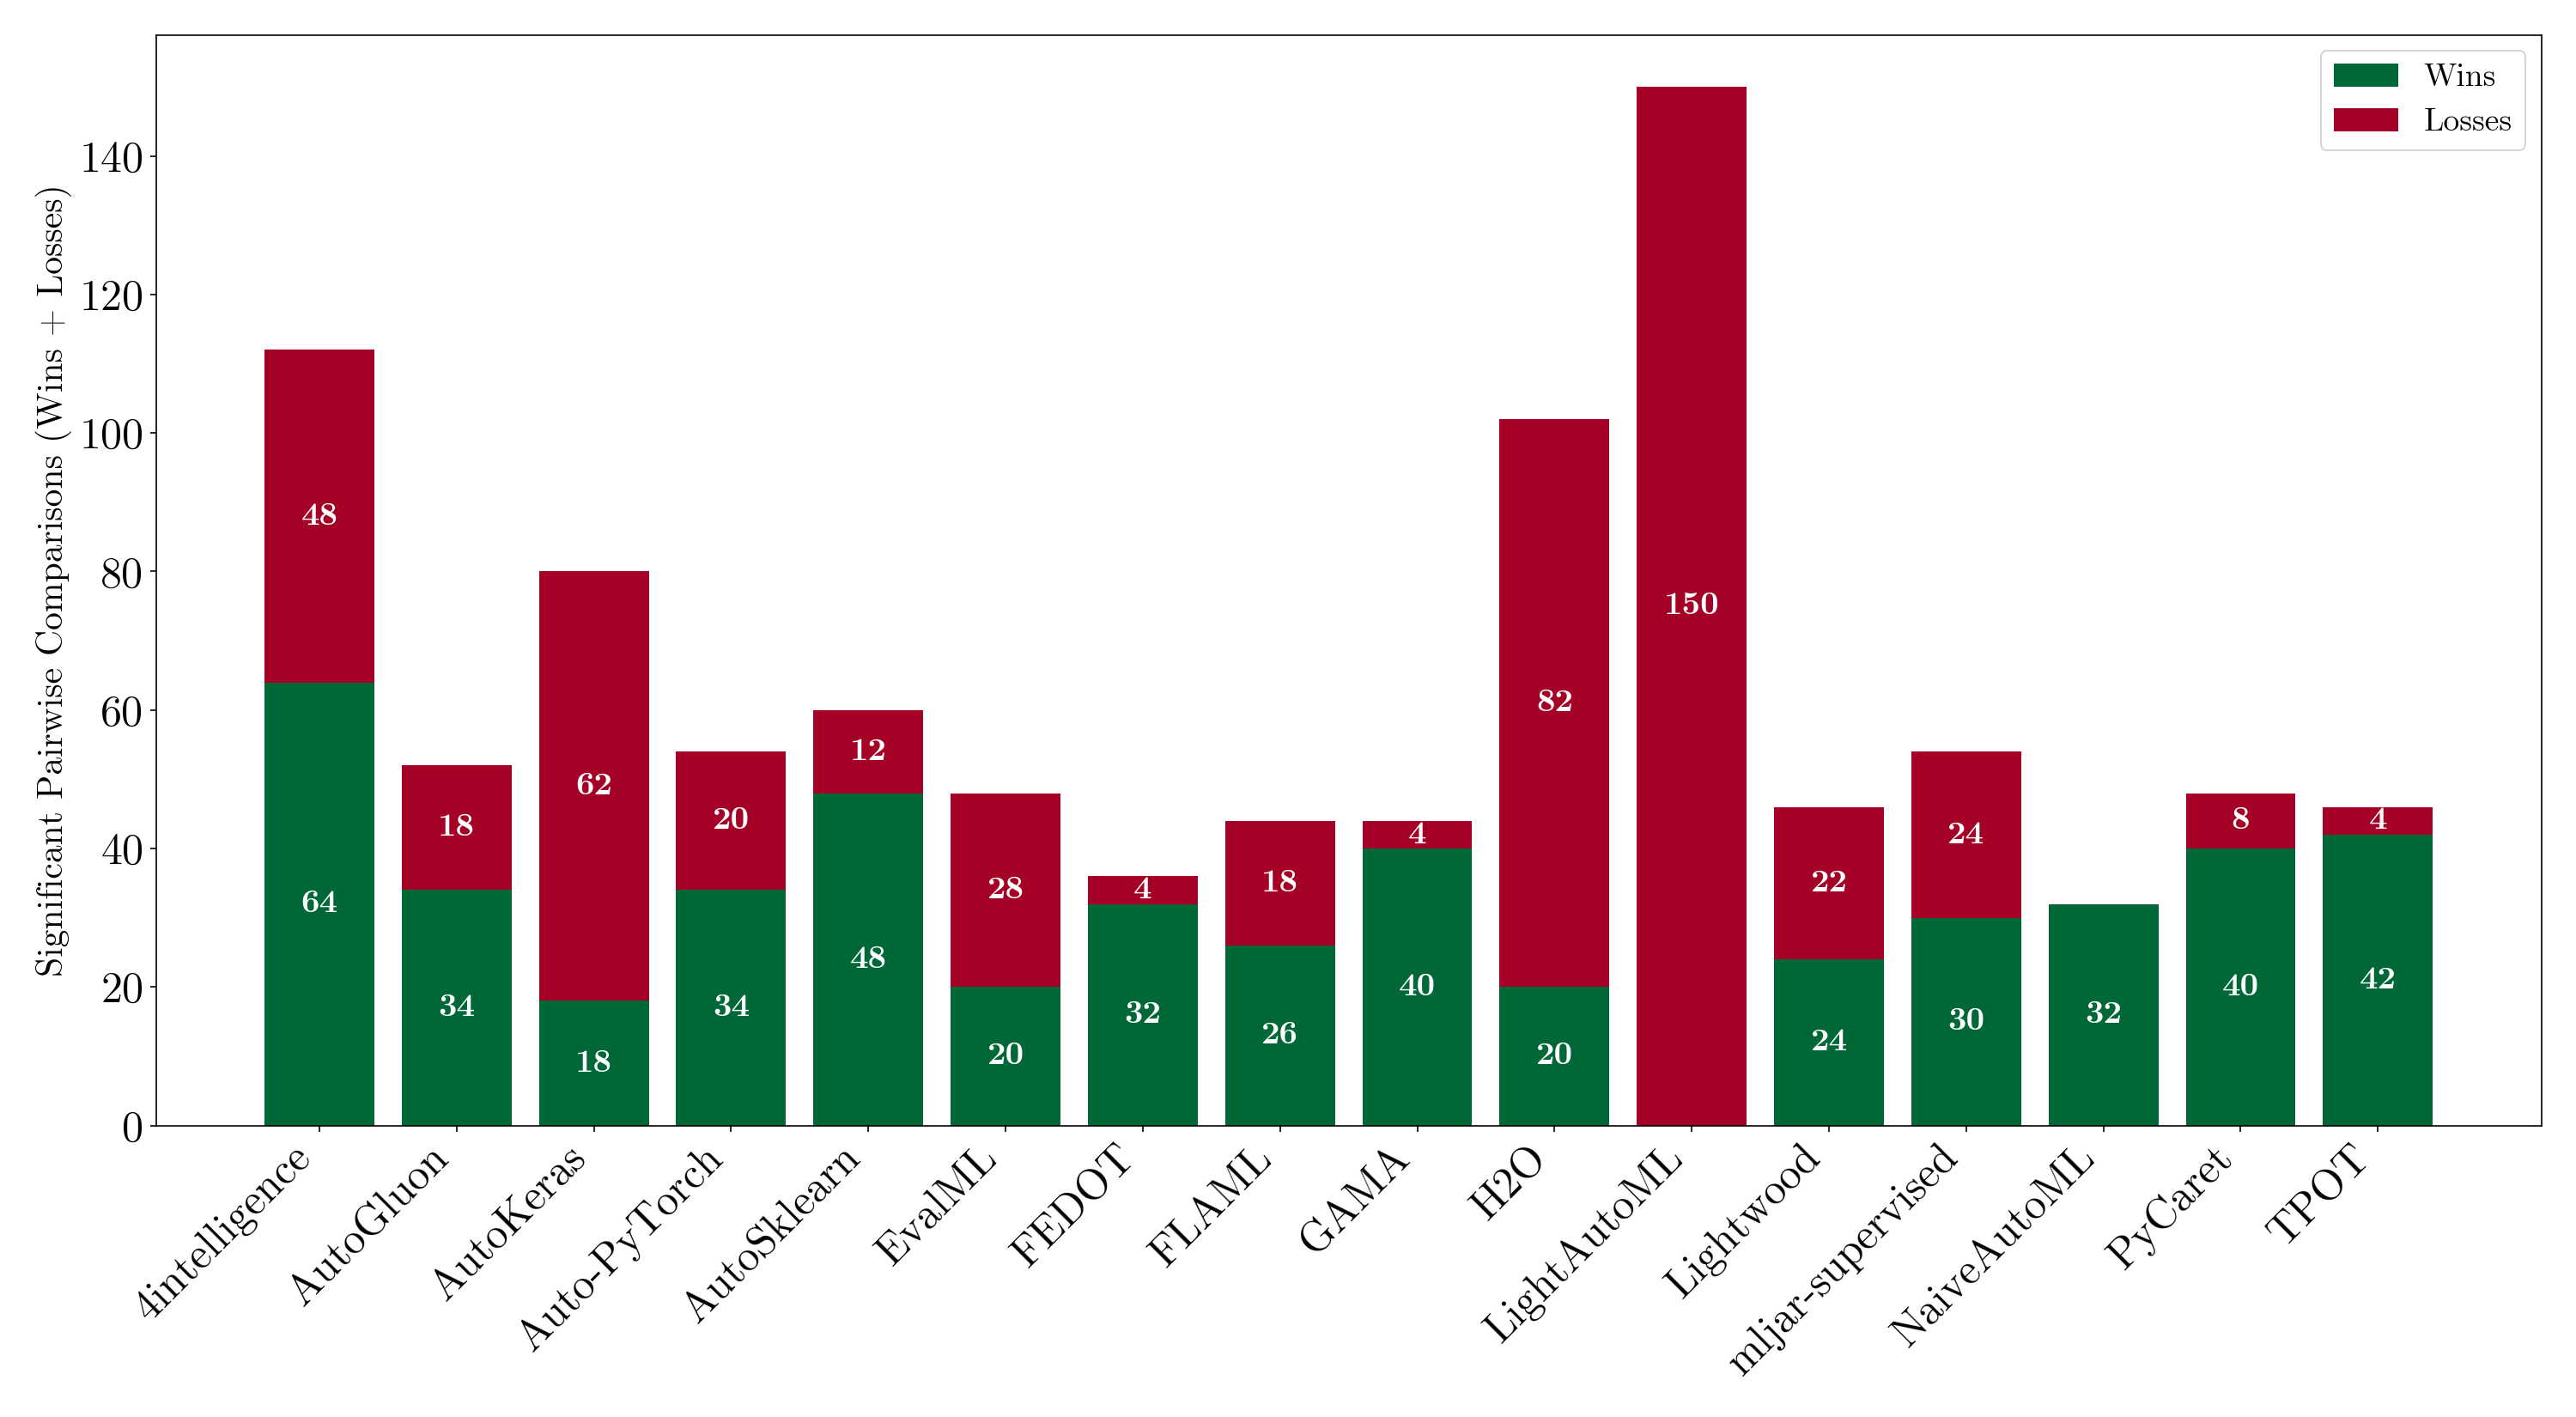 Significant Pairwise Comparisons (Wins + Losses)
140
120
100
80
60
40
20
0
Wins
Losses
48
64
18
34
62
18
20
34
12
48
28
20
4
32
18
26
4
40
82
20
150
22
24
24
30
32
8
40
4
42
4intelligence
AutoGluon
AutoKeras
Auto-PyTorch
AutoSklearn
EvalML
FEDOT
FLAML
GAMA
H2O
LightAutoML
Lightwood
mljar-supervised
NaiveAutoML
PyCaret
TPOT